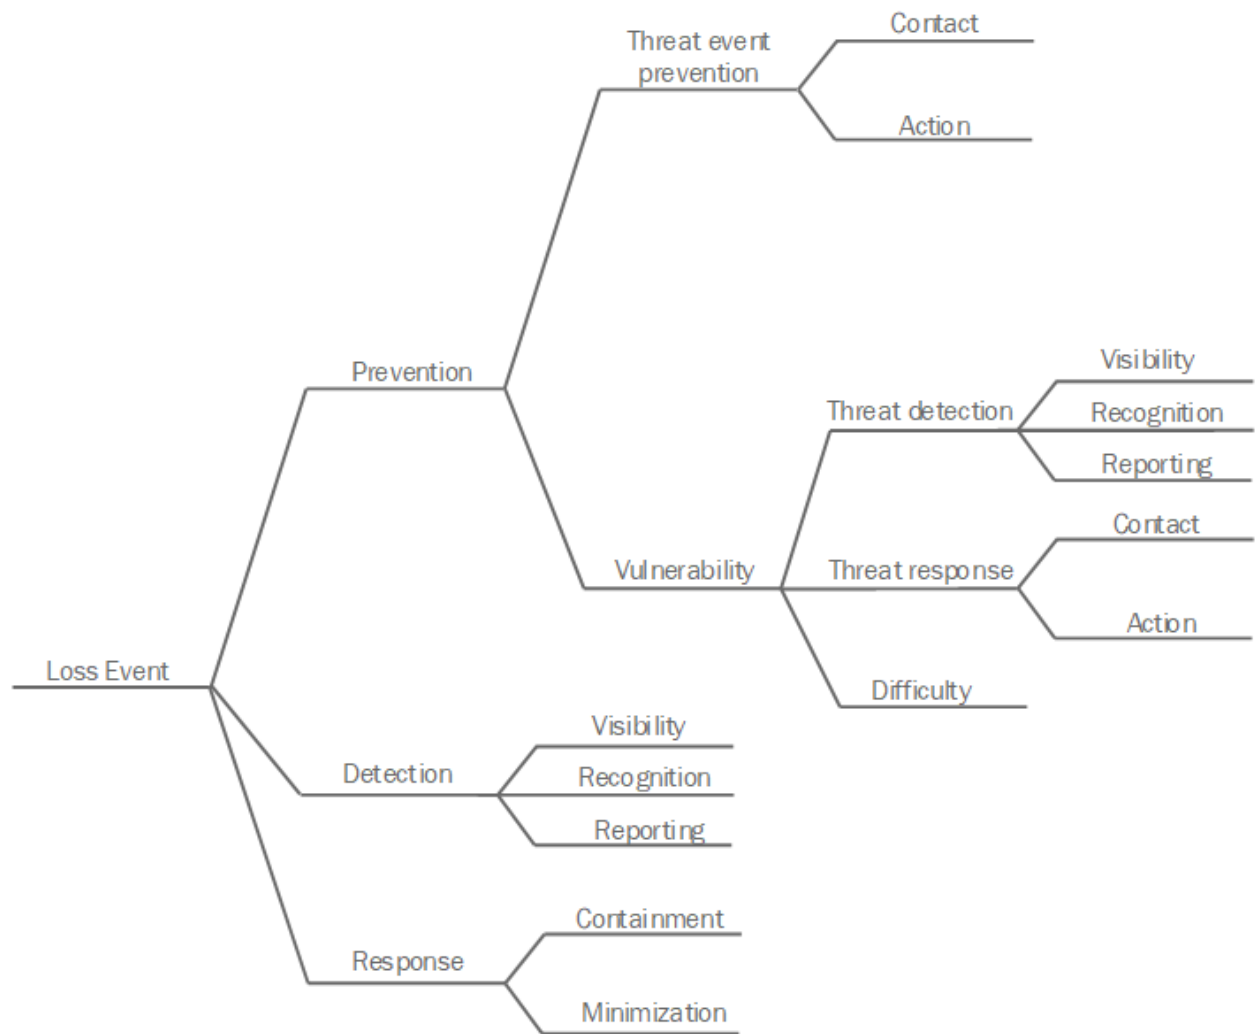 Contact
Threat event
prevention
Action
Visibility
Prevention
Threat detection
Recognition
Reporting
Contact
Vulnerability
Threat response
Action
Loss Event
Difficulty
Visibility
Detection
Recognition
Reporting
Containment
Response
Minimization